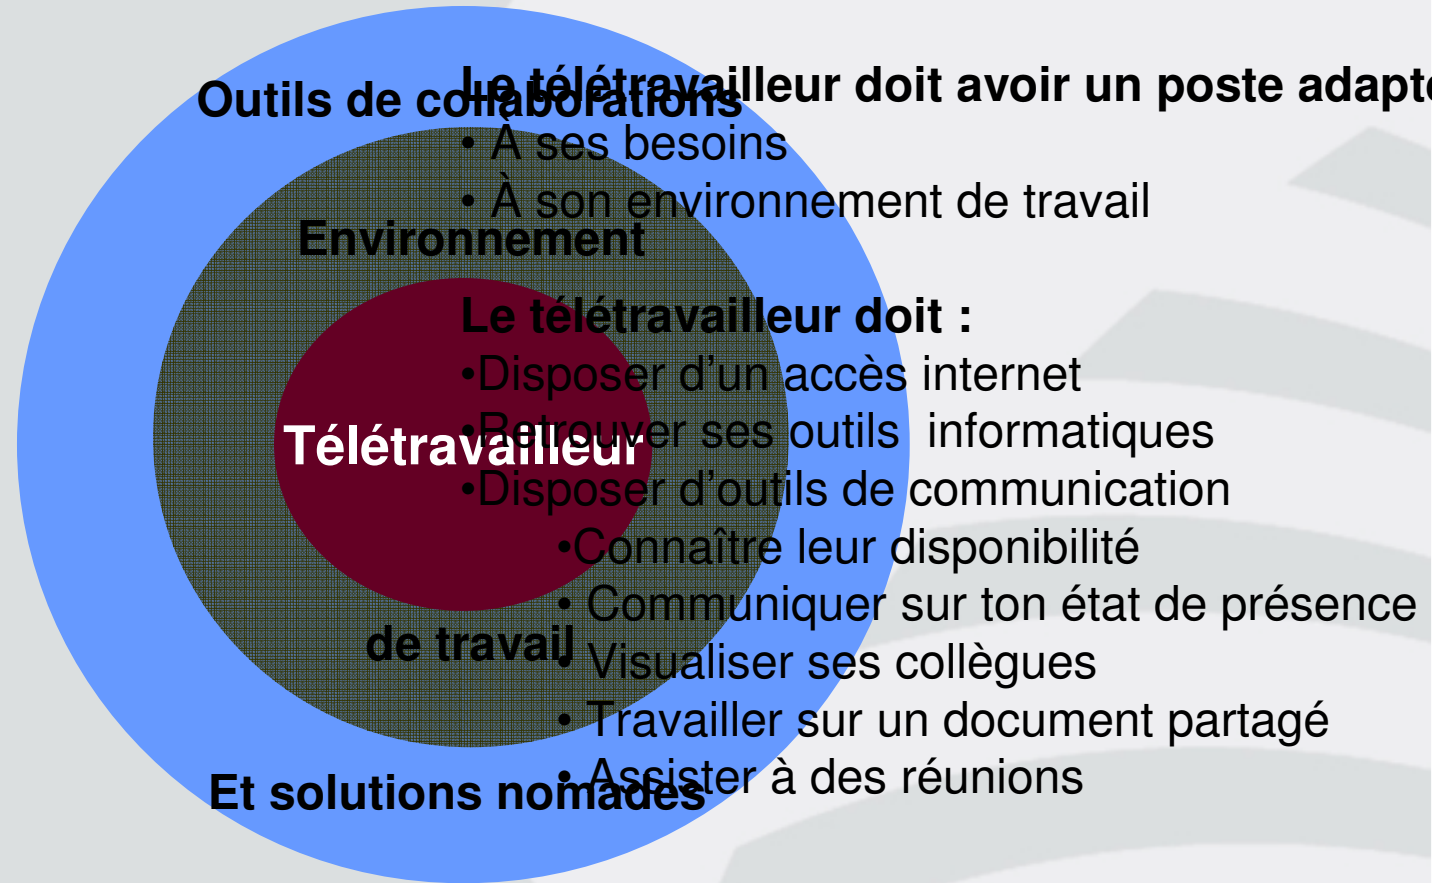 Outils de collaborations
Environnement
Télétravailleur
de travail
Et solutions nomades
Le télétravailleur doit avoir un poste adapté
• À ses besoins
• À son environnement de travail
Le télétravailleur doit :
•Disposer d’un accès internet
•Retrouver ses outils informatiques
•Disposer d’outils de communication
•Connaître leur disponibilité
• Communiquer sur ton état de présence
• Visualiser ses collègues
• Travailler sur un document partagé
• Assister à des réunions